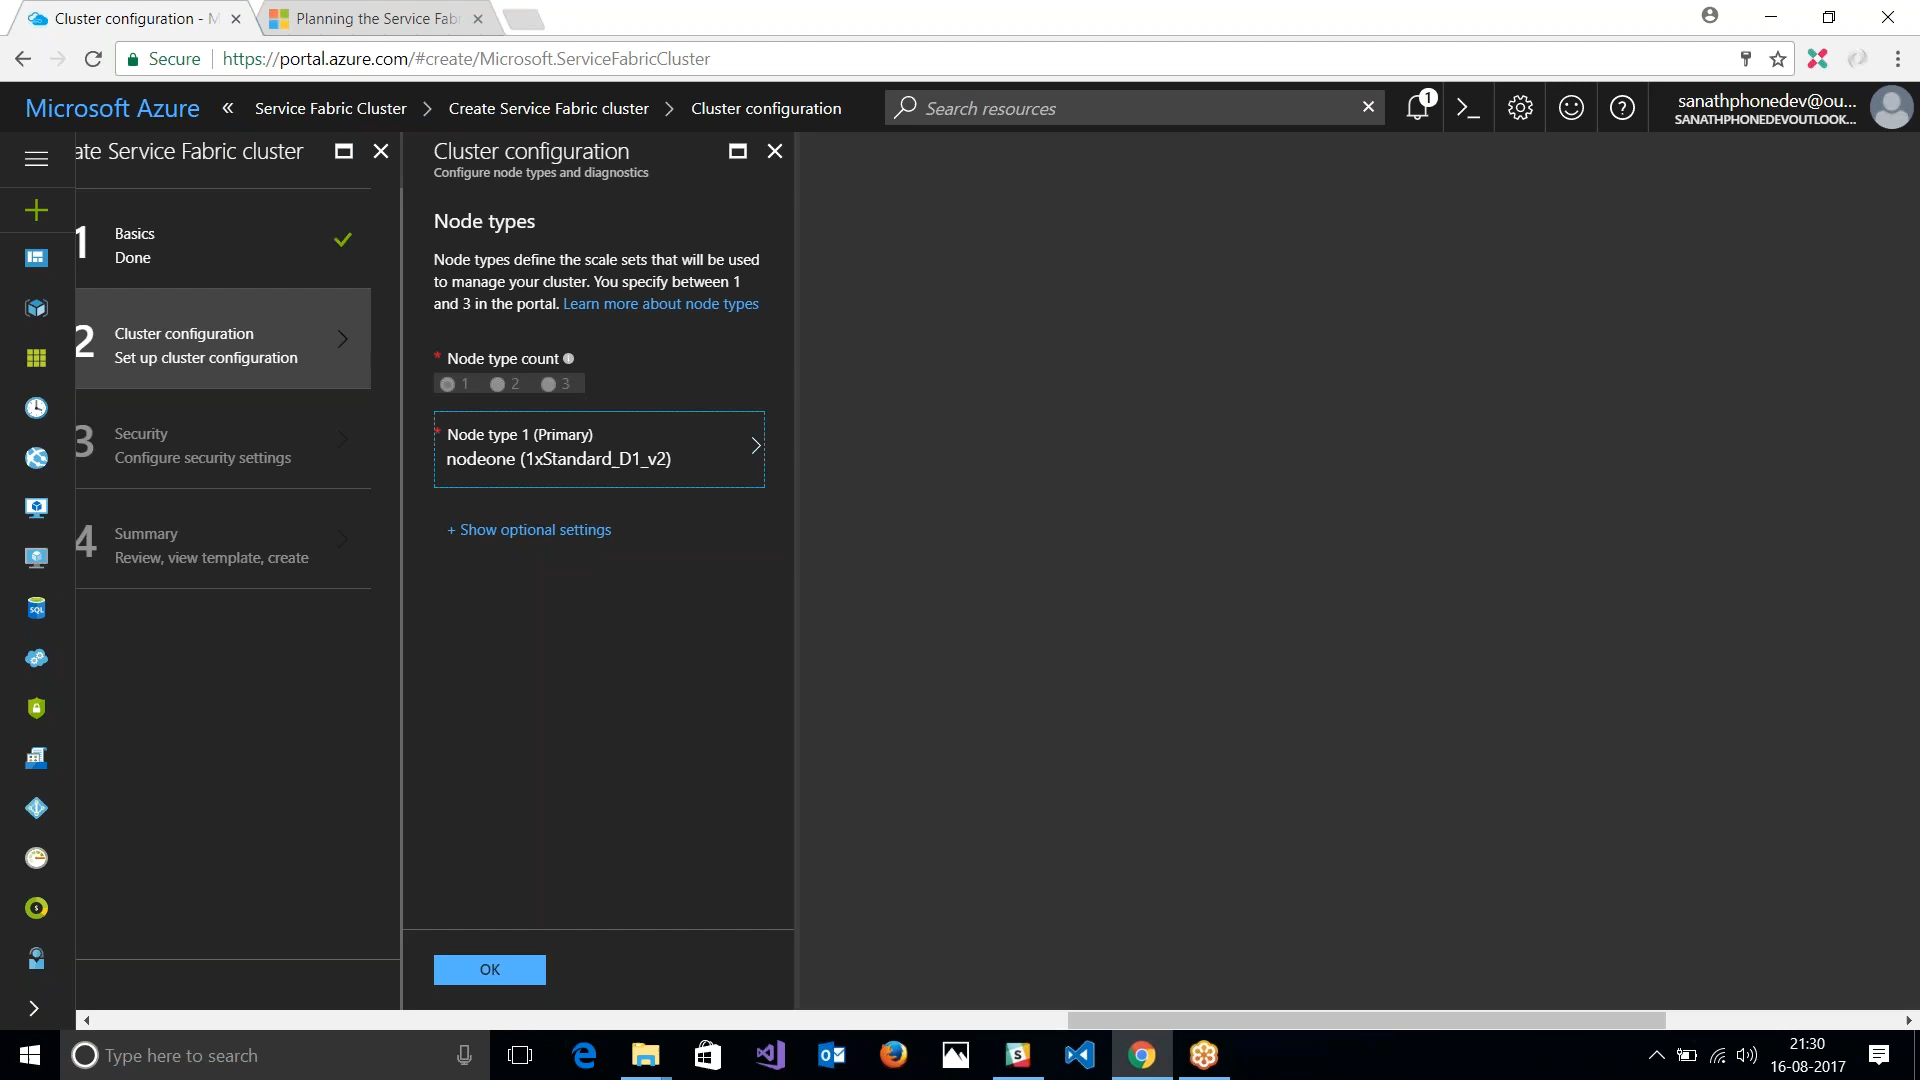 Cluster configuration - M
Planning the Service Fab
Secure
https://portal.azure.com/#create/Microsoft.ServiceFabricCluster
Microsoft Azure
«
Service Fabric Cluster
Create Service Fabric cluster
Cluster configuration
Search resources
1
sanathphonedev@ou...
SANATHPHONEDEVOUTLOOK...
ate Service Fabric cluster
1
Basics
Done
2
Cluster configuration
Set up cluster configuration
3
Security
Configure security settings
4
Summary
Review, view template, create
Cluster configuration
Configure node types and diagnostics
Node types
Node types define the scale sets that will be used
to manage your cluster. You specify between 1
and 3 in the portal. Learn more about node types
* Node type count
1 2 3
* Node type 1 (Primary)
nodeone (1xStandard_D1_v2)
+ Show optional settings
OK
SQL
Type here to search
21:30
16-08-2017